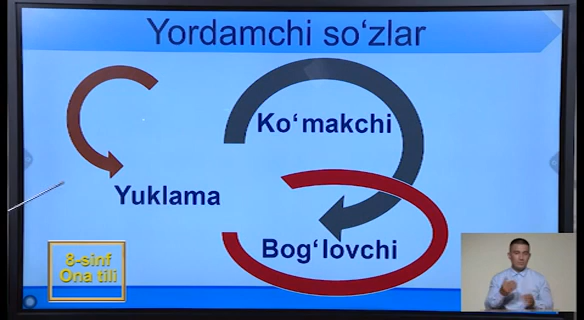 Yordamchi so‘zlar
Ko‘makchi
Yuklama
Bog‘lovchi
8-sinf
Ona tili